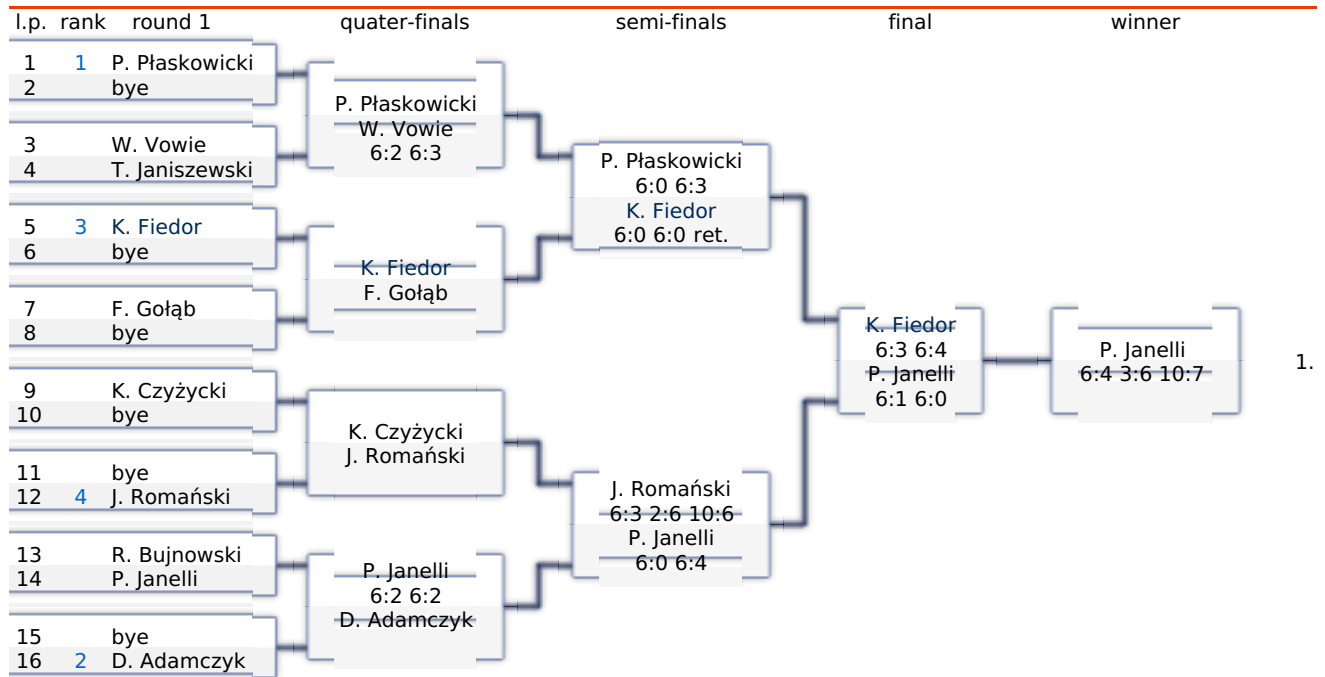 l.p. rank round 1 quater-finals semi-finals final winner
1 1 P. Płaskowicki
2 bye
3 W. Vowie
4 T. Janiszewski
5 3 K. Fiedor
6 bye
7 F. Gołąb
8 bye
9 K. Czyżycki
10 bye
11 bye
12 4 J. Romański
13 R. Bujnowski
14 P. Janelli
15 bye
16 2 D. Adamczyk
P. Płaskowicki
W. Vowie
6:2 6:3
K. Fiedor
F. Gołąb
K. Czyżycki
J. Romański
P. Janelli
6:2 6:2
D. Adamczyk
P. Płaskowicki
6:0 6:3
K. Fiedor
6:0 6:0 ret.
J. Romański
6:3 2:6 10:6
P. Janelli
6:0 6:4
K. Fiedor
6:3 6:4
P. Janelli
6:1 6:0
P. Janelli
6:4 3:6 10:7
1.